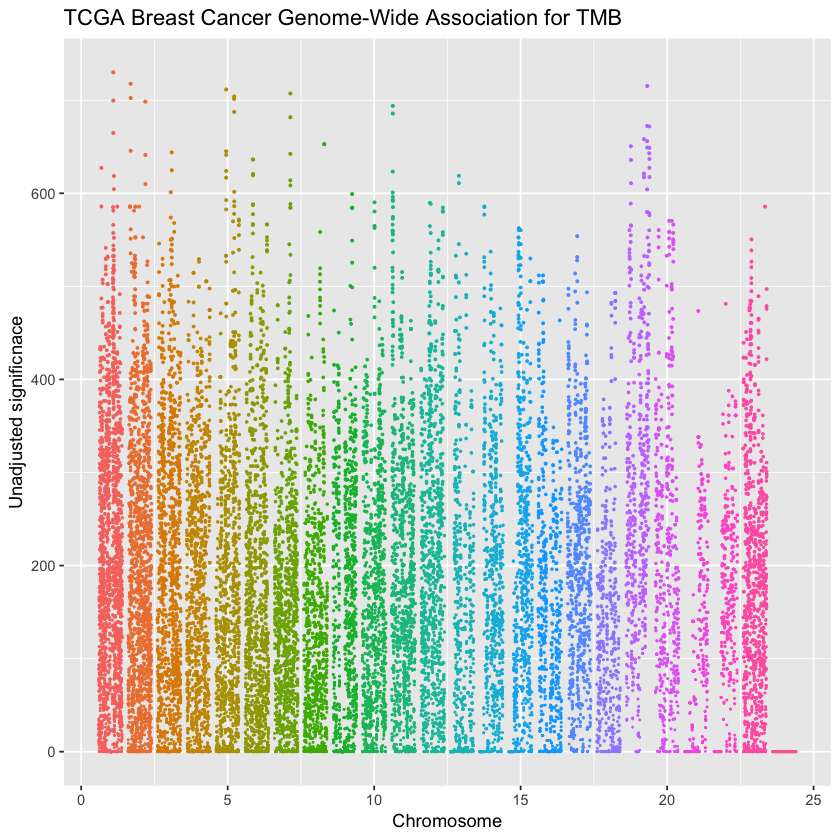 TCGA Breast Cancer Genome-Wide Association for TMB
Unadjusted significnace
600
400
200
0
0 5 10 15 20 25
Chromosome